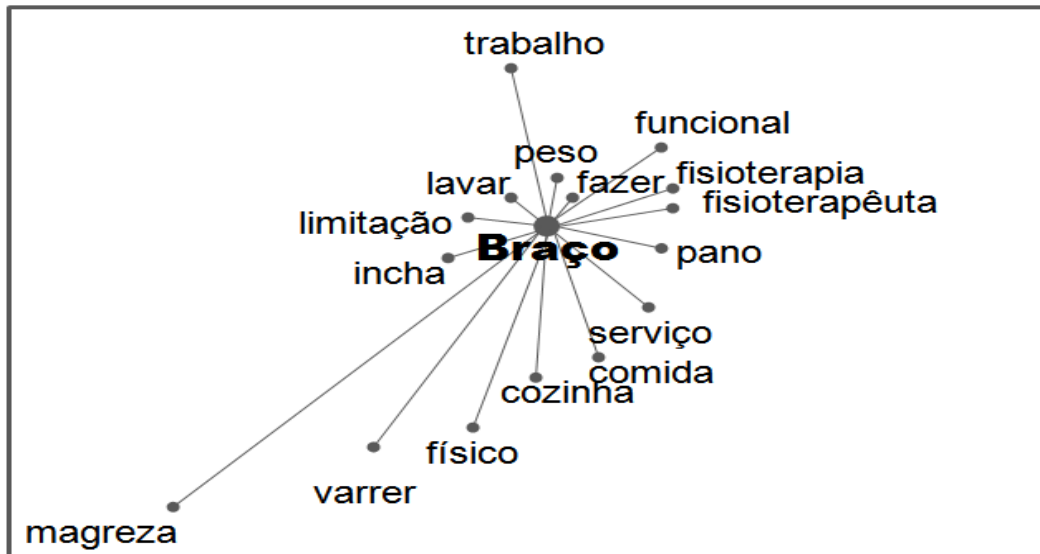 trabalho
funcional
peso
lavar
fazer
fisioterapia
fisioterapêuta
limitação
Braço
pano
incha
serviço
comida
cozinha
físico
varrer
magreza